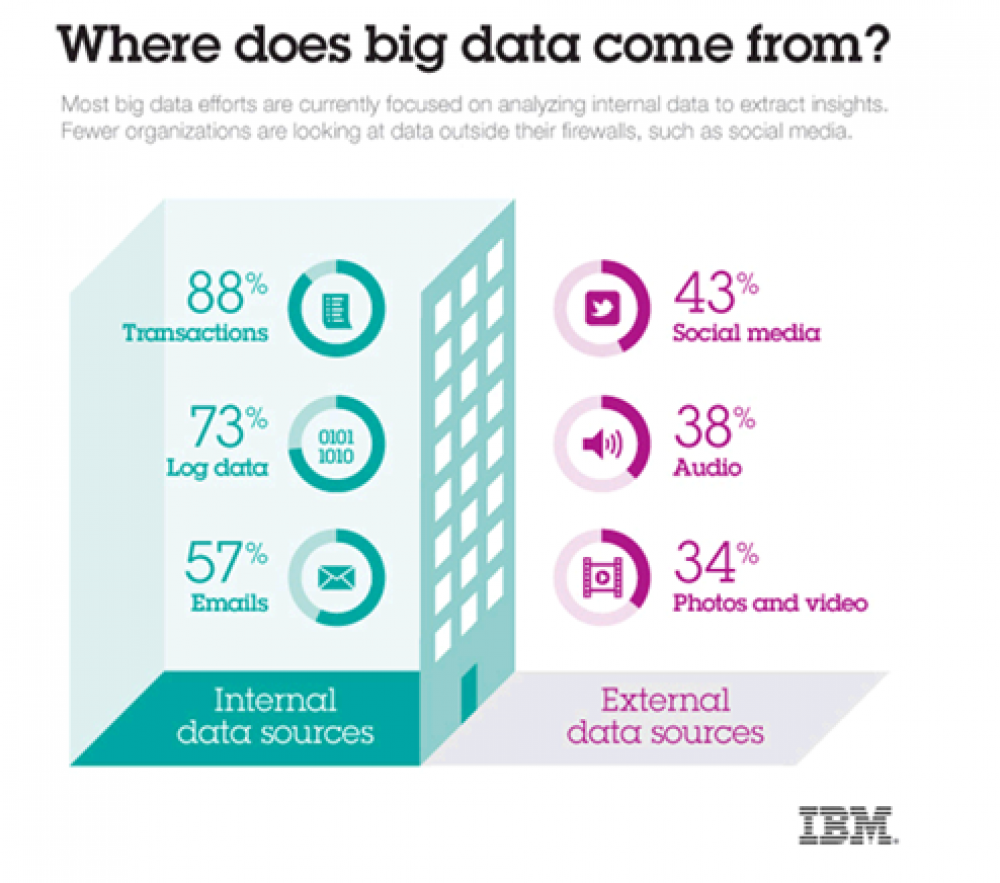 Where does big data come from?
Most big data efforts are currently focused on analyzing internal data to extract insights.
Fewer organizations are looking at data outside their firewalls, such as social media.
88%
Transactions
73%
Log data
0101
1010
57%
Emails
Internal
data sources
43%
Social media
38%
Audio
34%
Photos and video
External
data sources
IBM.